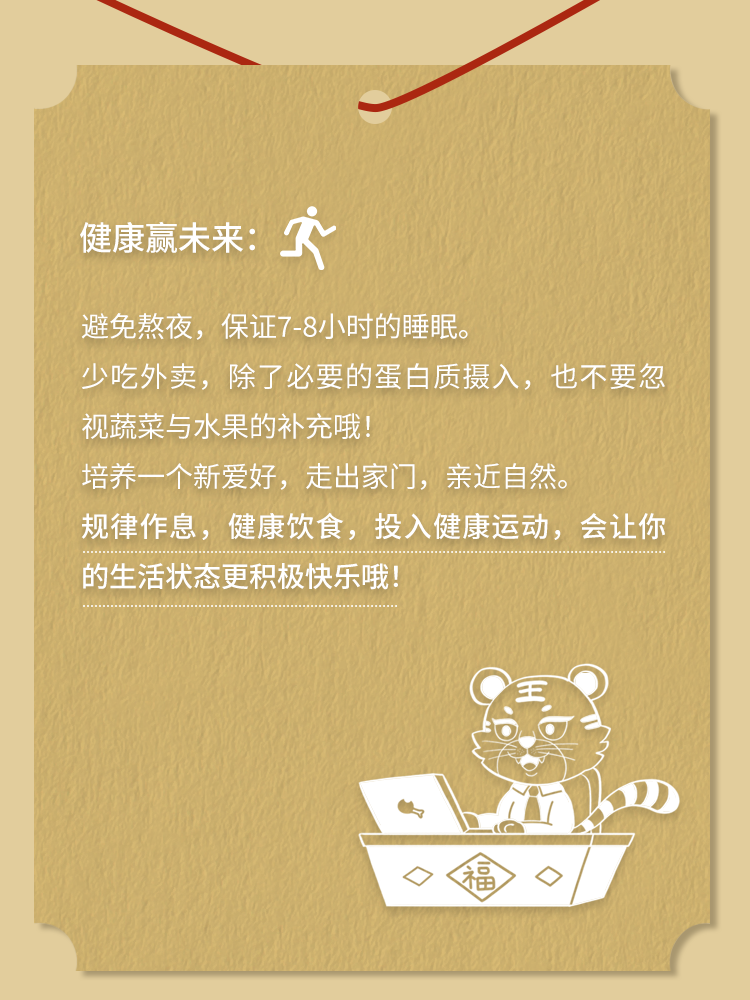 健康赢未来：
避免熬夜，保证7-8小时的睡眠。
少吃外卖，除了必要的蛋白质摄入，也不要忽
视蔬菜与水果的补充哦！
培养一个新爱好，走出家门，亲近自然。
规律作息，健康饮食，投入健康运动，会让你
的生活状态更积极快乐哦！
王
福